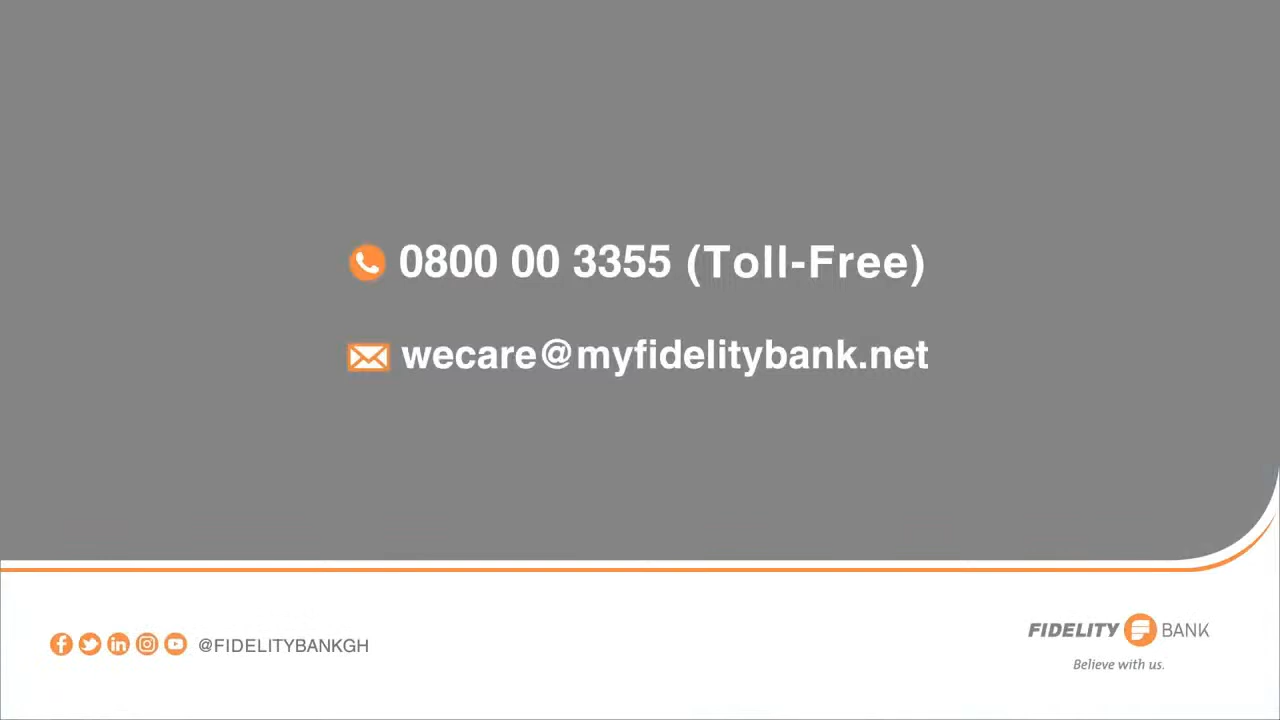 0800 00 3355 (Toll-Free)
wecare@myfidelitybank.net
@FIDELITYBANKGH
FIDELITY BANK
Believe with us.